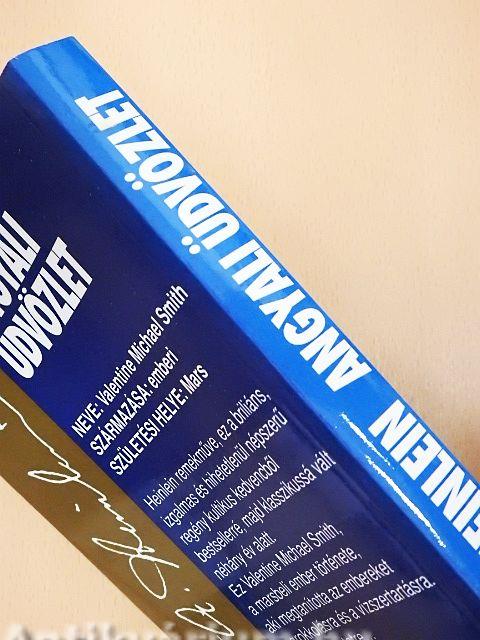 ANGYALI ÜDVÖZLET
ÜDVÖZLET
NEVE: Valentine Michael Smith
SZÁRMAZÁSA: emberi
SZÜLETÉSI HELYE: Mars
Heinlein remekműve, ez a briliáns,
izgalmas és hihetetlenül népszerű
regény kultikus kedvencből
bestsellerré, majd klasszikussá vált
néhány év alatt.
Ez Valentine Michael Smith,
a marsbeli ember története,
aki megtanította az embereket
és a vízszertartásra.